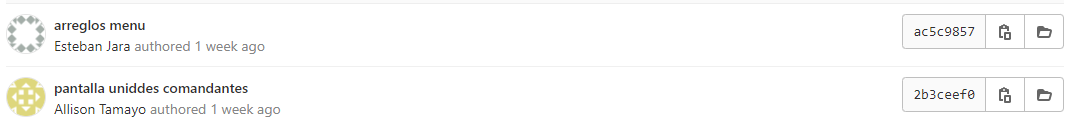 arreglos menu
Esteban Jara authored 1 week ago
ac5c9857
pantalla uniddes comandantes
Allison Tamayo authored 1 week ago
2b3ceef0